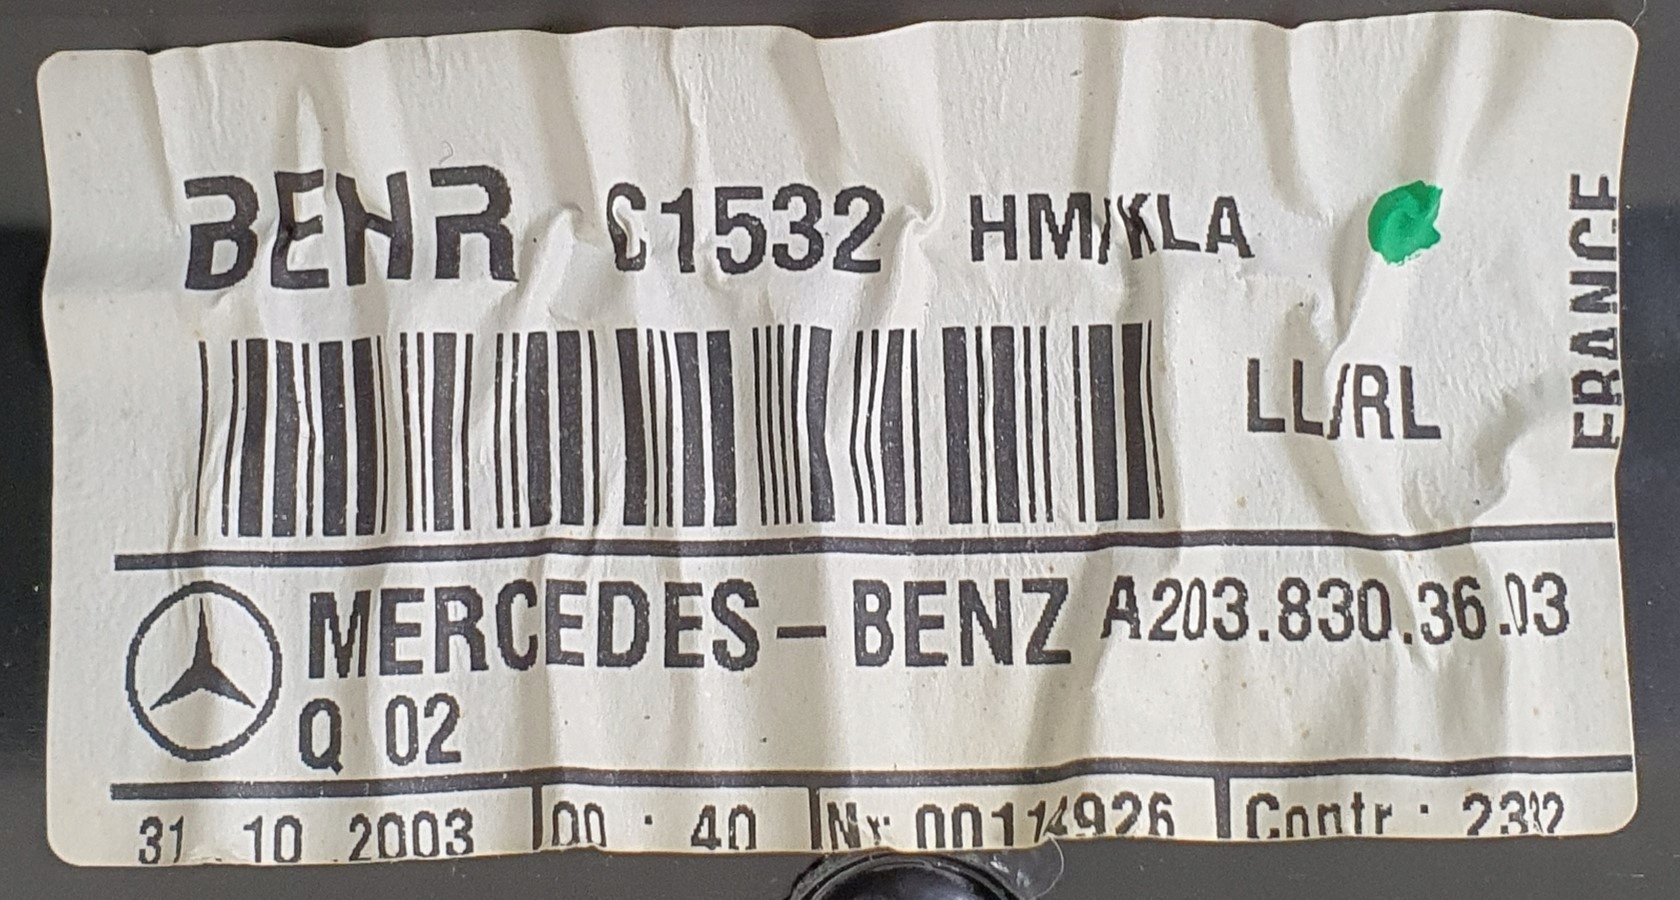 BEHR C1532 HM/KLA
FRANCE
LL/RL
MERCEDES-BENZ A203.830.36.03
Q 02
31.10.2003 00:40 Nr 00114926 Contr: 2332